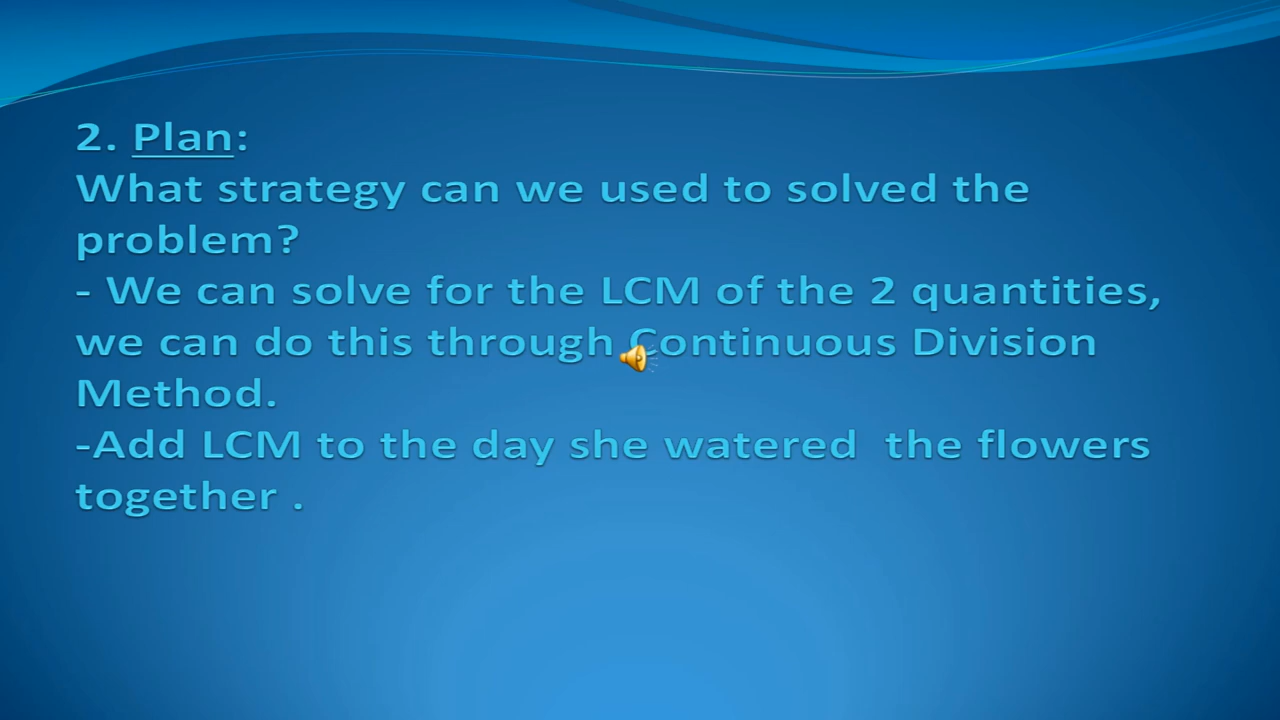 2. Plan:
What strategy can we used to solved the
problem?
- We can solve for the LCM of the 2 quantities,
we can do this through Continuous Division
Method.
-Add LCM to the day she watered  the flowers
together .